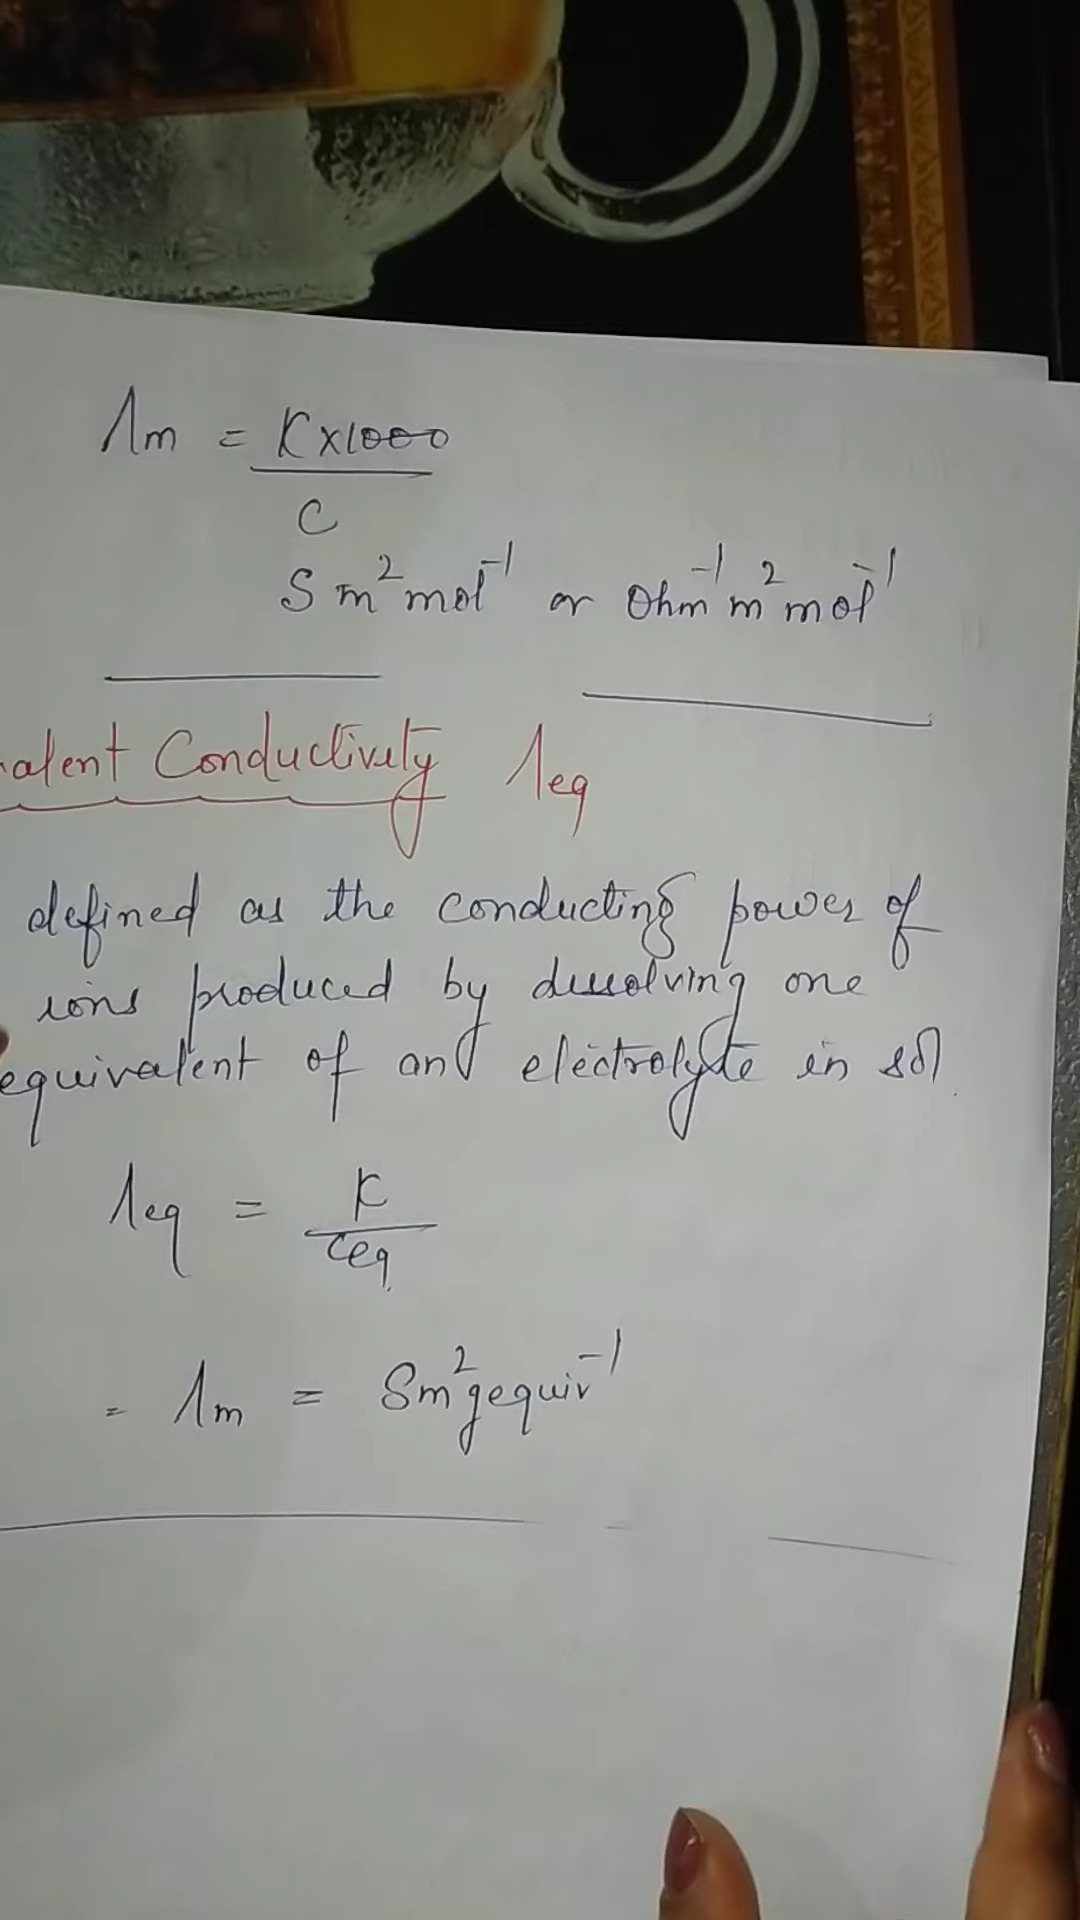 Λm = K×1000
C
S m² mol⁻¹ or Ohm⁻¹ m² mol⁻¹
alent Conductivity Λeq
defined as the conducting power of
ions produced by dissolving one
equivalent of an electrolyte in sol
Λeq = K
Ceq
= Λm = Sm² gequiv⁻¹